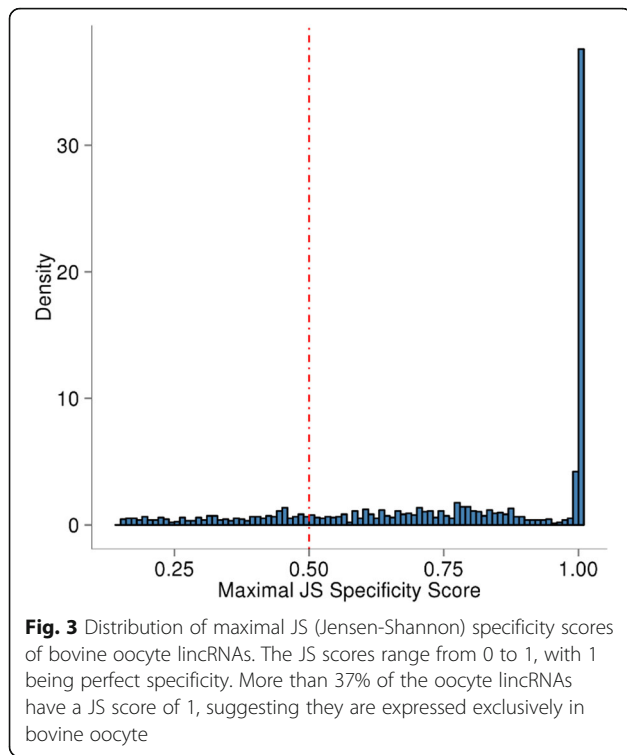 30
20
10
0
Density
0.25 0.50 0.75 1.00
Maximal JS Specificity Score
Fig. 3 Distribution of maximal JS (Jensen-Shannon) specificity scores
of bovine oocyte lincRNAs. The JS scores range from 0 to 1, with 1
being perfect specificity. More than 37% of the oocyte lincRNAs
have a JS score of 1, suggesting they are expressed exclusively in
bovine oocyte